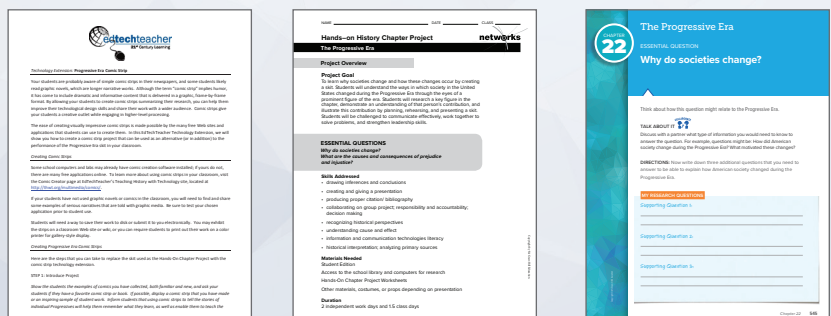 edtechteacher
21st Century Learning
Technology Extension: Progressive Era Comic Strip
Your students are probably aware of simple comic strips in their newspapers, and some students likely
read graphic novels, which are longer narrative works. Although the term "comic strip" implies humor,
it has come to include dramatic and informative content that is delivered in a graphic, frame-by-frame
format. By allowing your students to create comic strips summarizing their research, you can help them
improve their technological design skills and share their work with a wider audience. Comic strips give
your students a creative outlet while engaging in higher-level processing.
The ease of creating visually impressive comic strips is made possible by the many free Web sites and
applications that students can use to create them. In this EdTechTeacher Technology Extension, we will
show you how to create a comic strip project that can be used as an alternative (or in addition) to the
performance of the Progressive Era skit in your classroom.
Creating Comic Strips
Some school computers and labs may already have comic creation software installed; if yours do not,
there are many free applications online. To learn more about using comic strips in your classroom, visit
the Comic Creator page at EdTechTeacher's Teaching History with Technology site, located at
If your students have not used graphic novels or comics in the classroom, you will need to find and share
some examples of serious narratives that are told with graphic media. Be sure to test your chosen
application prior to student use.
Students will need a way to save their work to disk or submit it to you electronically. You may exhibit
the strips on a classroom Web site or wiki, or you can require students to print out their work on a color
printer for gallery-style display.
Creating Progressive Era Comic Strips
Here are the steps that you can take to replace the skit used as the Hands-On Chapter Project with the
comic strip technology extension.
STEP 1: Introduce Project
Show the students the examples of comics you have collected, both familiar and new, and ask your
students if they have a favorite comic strip or book. If possible, display a comic strip that you have made
or an inspiring sample of student work. Inform students that using comic strips to tell the stories of
individual Progressives will help them remember what they learn, as well as enable them to teach the
NAME DATE CLASS
Hands-on History Chapter Project
netw@rks
The Progressive Era
Project Overview
Project Goal
To learn why societies change and how these changes occur by creating
a skit. Students will understand the ways in which society in the United
States changed during the Progressive Era through the eyes of a
prominent figure of the era. Students will research a key figure in the
chapter, demonstrate an understanding of that person's contribution, and
illustrate this contribution by planning, rehearsing, and presenting a skit.
Students will be challenged to communicate effectively, work together to
solve problems, and strengthen leadership skills.
ESSENTIAL QUESTIONS
Why do societies change?
What are the causes and consequences of prejudice
and injustice?
Skills Addressed
• drawing inferences and conclusions
• creating and giving a presentation
• producing proper citation/ bibliography
• collaborating on group project; responsibility and accountability;
decision making
• recognizing historical perspectives
• understanding cause and effect
• information and communication technologies literacy
• historical interpretation; analyzing primary sources
Materials Needed
Student Edition
Access to the school library and computers for research
Hands-On Chapter Project Worksheets
Other materials, costumes, or props depending on presentation
Duration
2 independent work days and 1.5 class days
CHAPTER
22
The Progressive Era
ESSENTIAL QUESTION
Why do societies change?
Think about how this question might relate to the Progressive Era.
TALK ABOUT IT
Discuss with a partner what type of information you would need to know to
answer the question. For example, questions might be: How did American
society change during the Progressive Era? What motivated these changes?
DIRECTIONS: Now write down three additional questions that you need to
answer to be able to explain how American society changed during the
Progressive Era.
MY RESEARCH QUESTIONS
Supporting Question 1:
Supporting Question 2:
Supporting Question 3:
Chapter 22 545